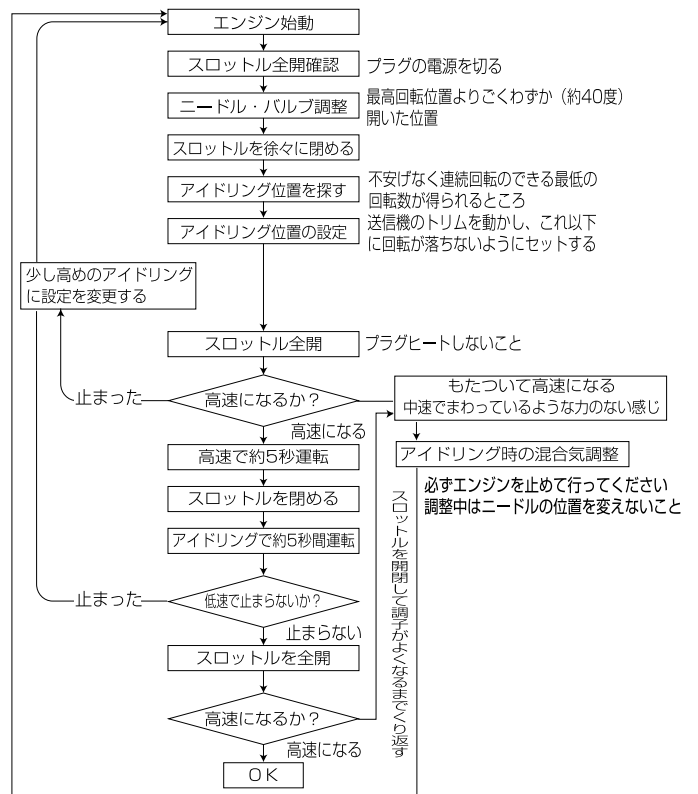 エンジン始動
スロットル全開確認
プラグの電源を切る
ニードル・バルブ調整
最高回転位置よりごくわずか（約40度）
開いた位置
スロットルを徐々に閉める
アイドリング位置を探す
不安げなく連続回転のできる最低の
回転数が得られるところ
アイドリング位置の設定
送信機のトリムを動かし、これ以下
に回転が落ちないようにセットする
少し高めのアイドリング
に設定を変更する
スロットル全開
プラグヒートしないこと
止まった
高速になるか？
もたついて高速になる
中速でまわっているような力のない感じ
高速になる
高速で約5秒運転
アイドリング時の混合気調整
必ずエンジンを止めて行ってください
調整中はニードルの位置を変えないこと
スロットルを閉める
アイドリングで約5秒間運転
スロットルを開閉して調子がよくなるまでくり返す
止まった
低速で止まらないか？
止まらない
スロットルを全開
高速になるか？
高速になる
ＯＫ